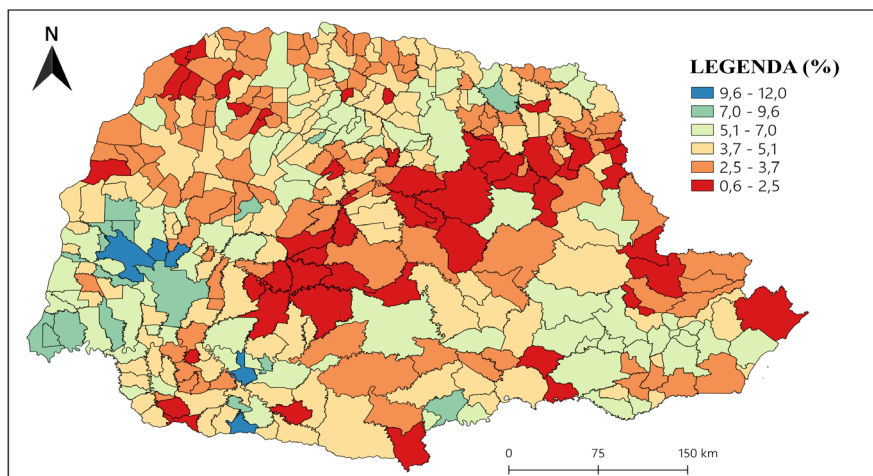 N
LEGENDA (%)
9,6 - 12,0
7,0 - 9,6
5,1 - 7,0
3,7 - 5,1
2,5 - 3,7
0,6 - 2,5
0 75 150 km